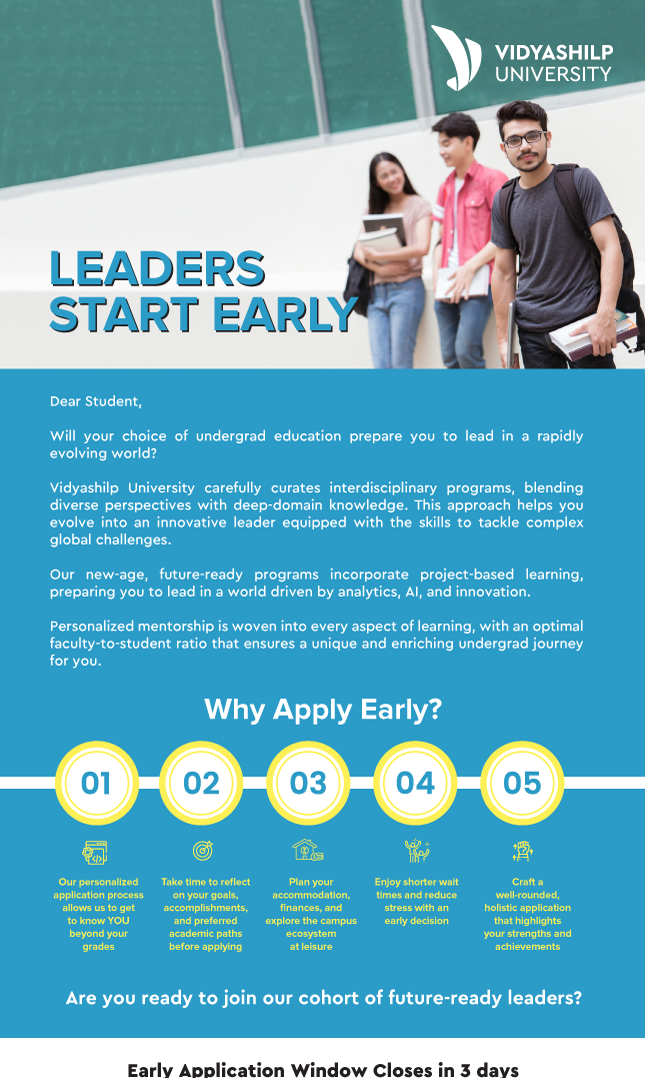 VIDYASHILP
UNIVERSITY
LEADERS
START EARLY
Dear Student,
Will your choice of undergrad education prepare you to lead in a rapidly
evolving world?
Vidyashilp University carefully curates interdisciplinary programs, blending
diverse perspectives with deep-domain knowledge. This approach helps you
evolve into an innovative leader equipped with the skills to tackle complex
global challenges.
Our new-age, future-ready programs incorporate project-based learning,
preparing you to lead in a world driven by analytics, AI, and innovation.
Personalized mentorship is woven into every aspect of learning, with an optimal
faculty-to-student ratio that ensures a unique and enriching undergrad journey
for you.
Why Apply Early?
01
Our personalized
application process
allows us to get
to know YOU
beyond your
grades
02
Take time to reflect
on your goals,
accomplishments,
and preferred
academic paths
before applying
03
Plan your
accommodation,
finances, and
explore the campus
ecosystem
at leisure
04
Enjoy shorter wait
times and reduce
stress with an
early decision
05
Craft a
well-rounded,
holistic application
that highlights
your strengths and
achievements
Are you ready to join our cohort of future-ready leaders?
Early Application Window Closes in 3 days